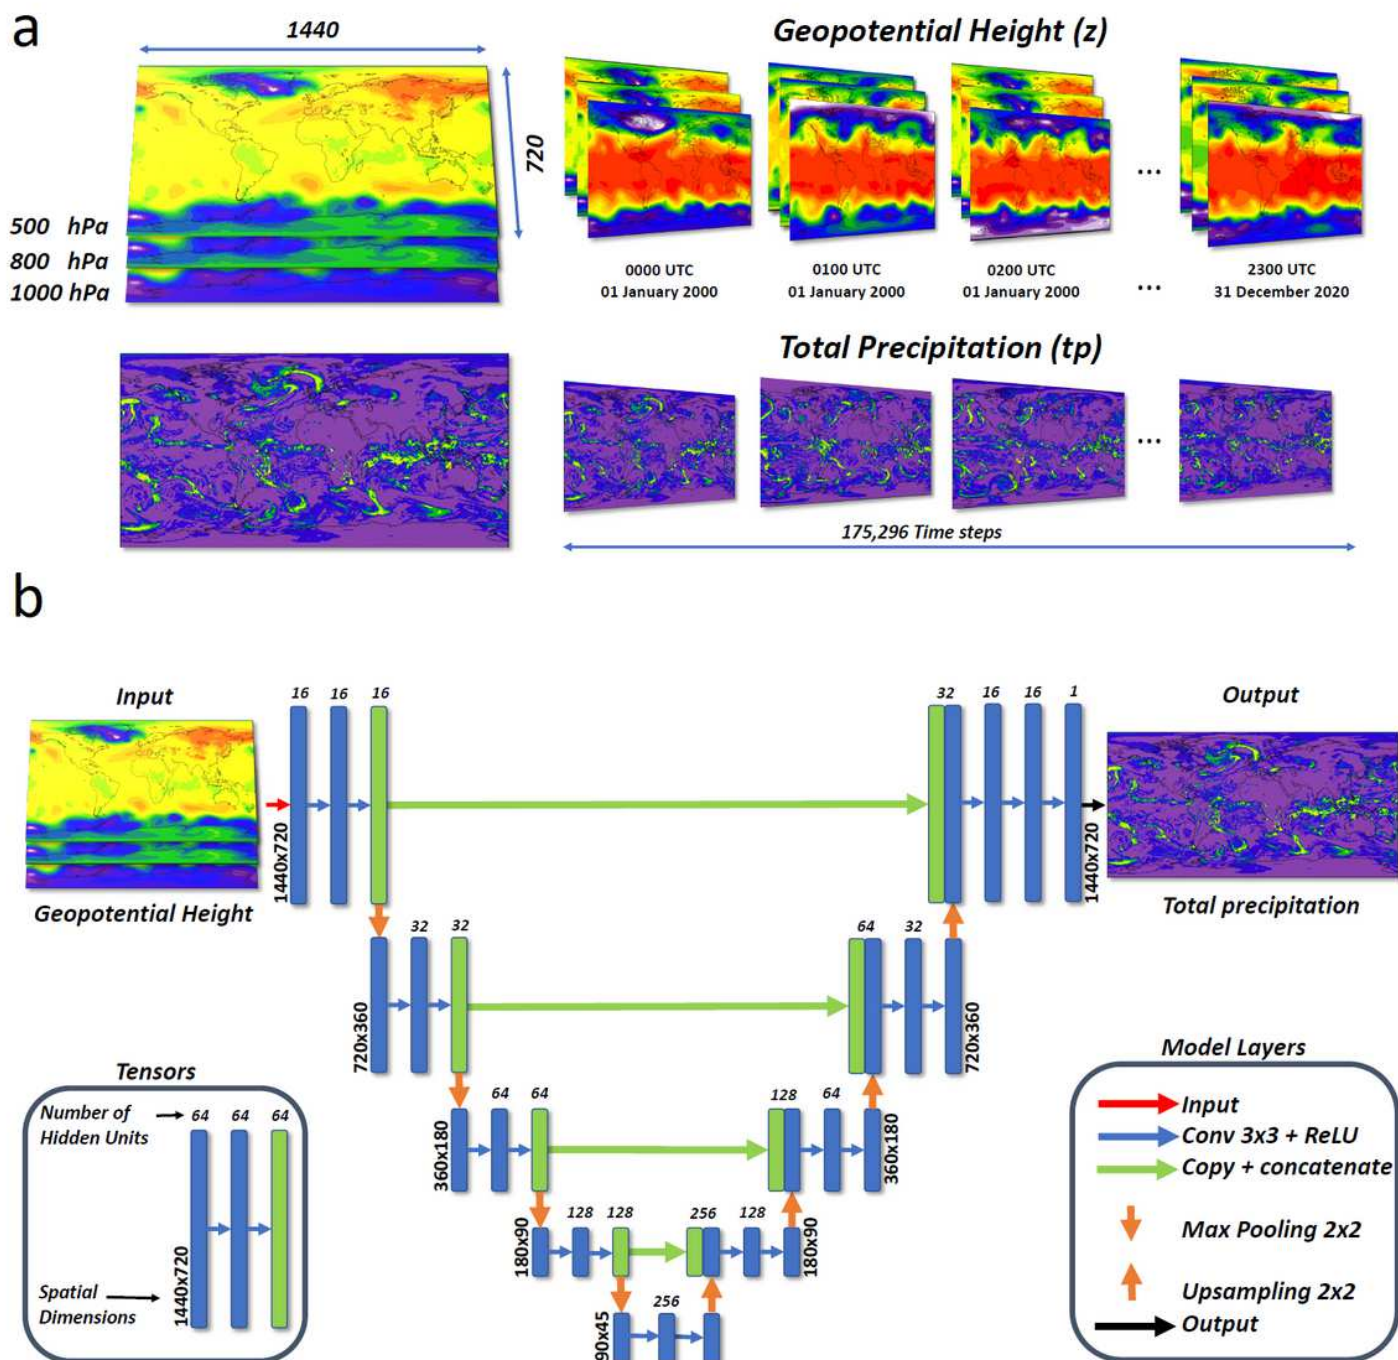 a
1440
720
500 hPa
800 hPa
1000 hPa
Geopotential Height (z)
...
0000 UTC
01 January 2000
0100 UTC
01 January 2000
0200 UTC
01 January 2000
...
2300 UTC
31 December 2020
Total Precipitation (tp)
...
175,296 Time steps
b
Input
Geopotential Height
16 16 16
1440x720
32 16 16 1
1440x720
Output
Total precipitation
32 32
720x360
64 32
720x360
64 64
360x180
128 64
360x180
128 128
180x90
256 128
180x90
256
90x45
Tensors
Number of
Hidden Units
64 64 64
1440x720
Spatial
Dimensions
Model Layers
Input
Conv 3x3 + ReLU
Copy + concatenate
Max Pooling 2x2
Upsampling 2x2
Output